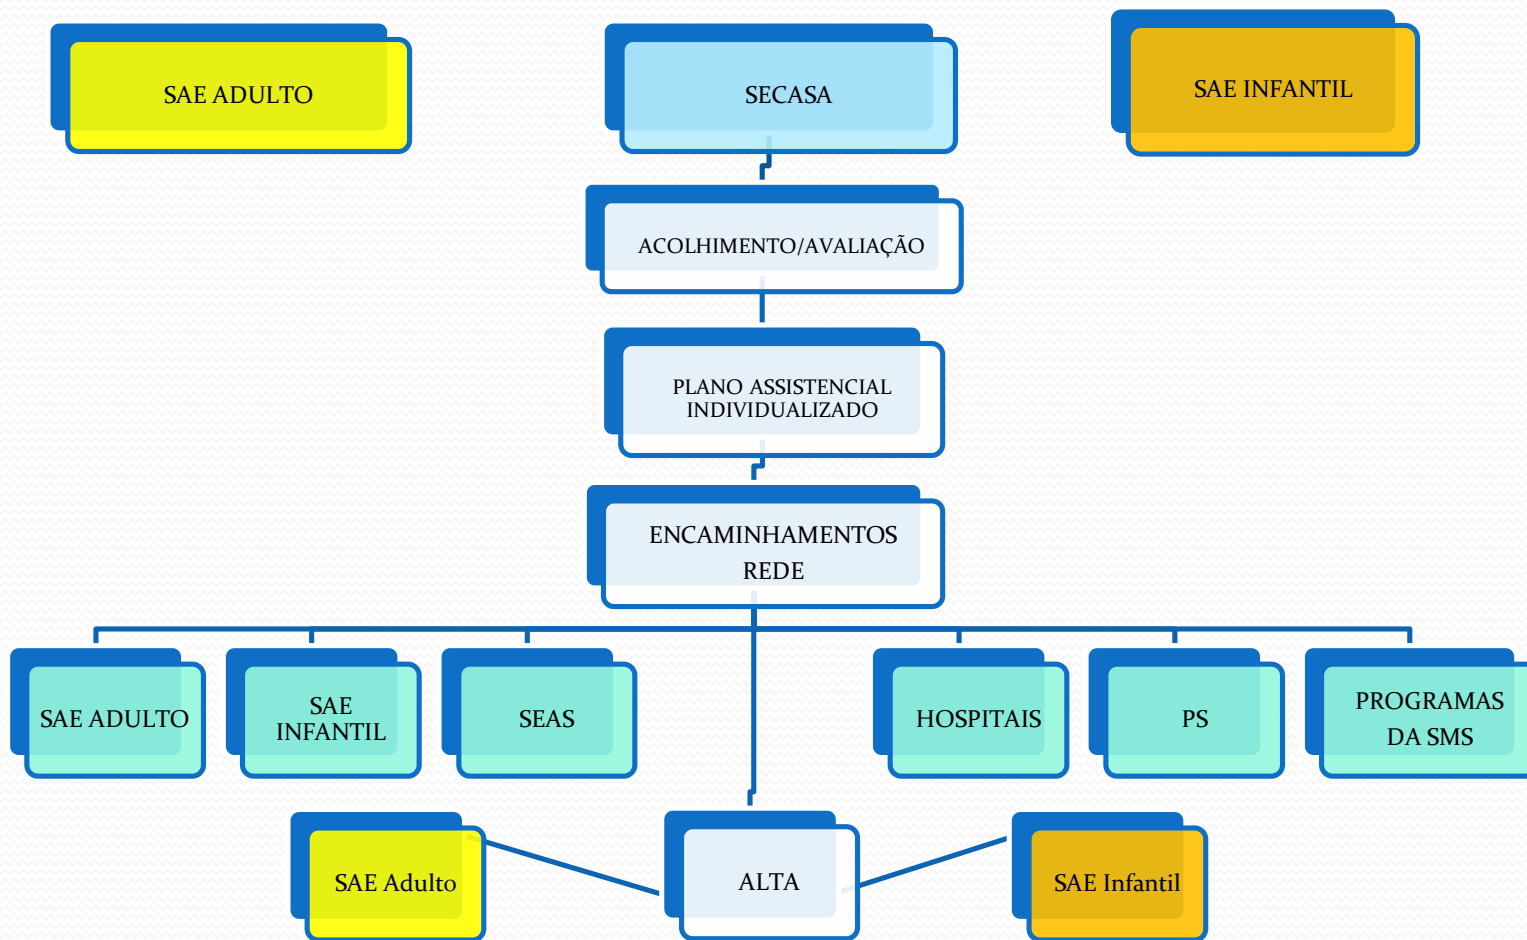 SAE ADULTO
SECASA
SAE INFANTIL
ACOLHIMENTO/AVALIAÇÃO
PLANO ASSISTENCIAL
INDIVIDUALIZADO
ENCAMINHAMENTOS
REDE
SAE ADULTO
SAE
INFANTIL
SEAS
HOSPITAIS
PS
PROGRAMAS
DA SMS
SAE Adulto
ALTA
SAE Infantil